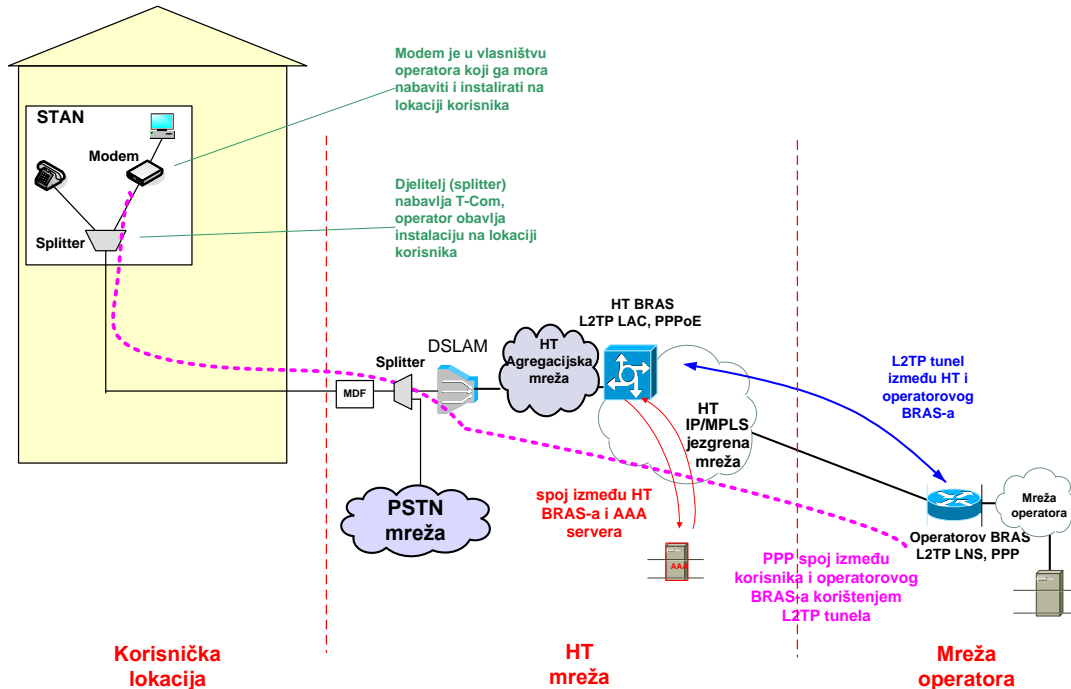 Modem je u vlasništvu
operatora koji ga mora
nabaviti i instalirati na
lokaciji korisnika
STAN
Modem
Djelitelj (splitter)
nabavlja T-Com,
operator obavlja
instalaciju na lokaciji
korisnika
Splitter
HT BRAS
L2TP LAC, PPPoE
Splitter
DSLAM
HT
Agregacijska
mreža
L2TP tunel
između HT i
operatorovog
BRAS-a
MDF
HT
IP/MPLS
jezgrena
mreža
PSTN
mreža
spoj između HT
BRAS-a i AAA
servera
AAA
Mreža
operatora
Operatorov BRAS
L2TP LNS, PPP
PPP spoj između
korisnika i operatorovog
BRAS-a korištenjem
L2TP tunela
Korisnička
lokacija
HT
mreža
Mreža
operatora